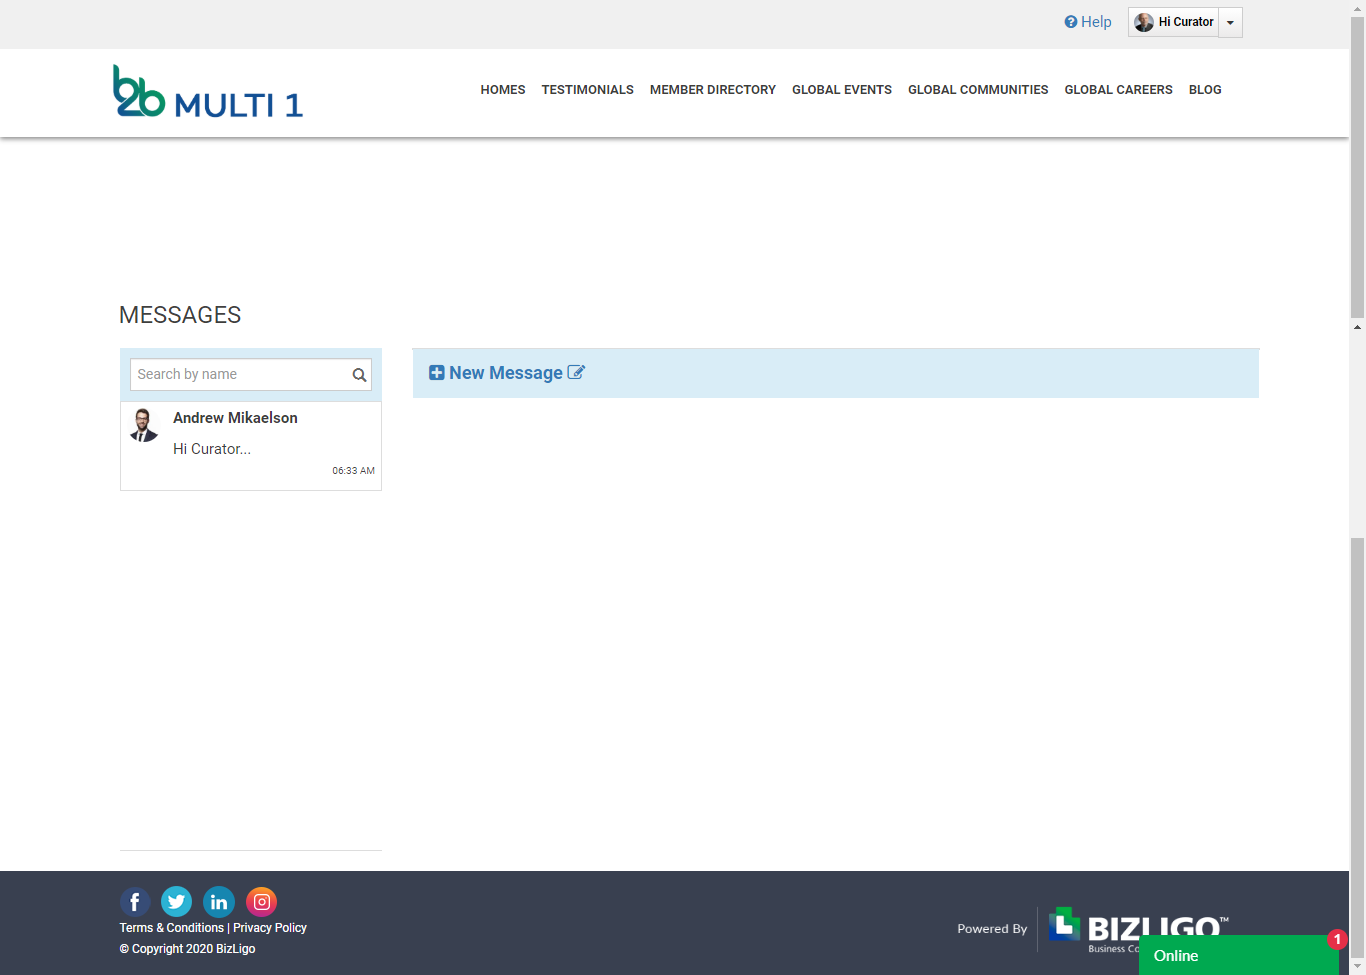 Help
Hi Curator
b2b MULTI 1
HOMES TESTIMONIALS MEMBER DIRECTORY GLOBAL EVENTS GLOBAL COMMUNITIES GLOBAL CAREERS BLOG
MESSAGES
Search by name
New Message
Andrew Mikaelson
Hi Curator...
06:33 AM
Terms & Conditions | Privacy Policy
© Copyright 2020 BizLigo
Powered By
BIZLIGO™
Business
Online
1